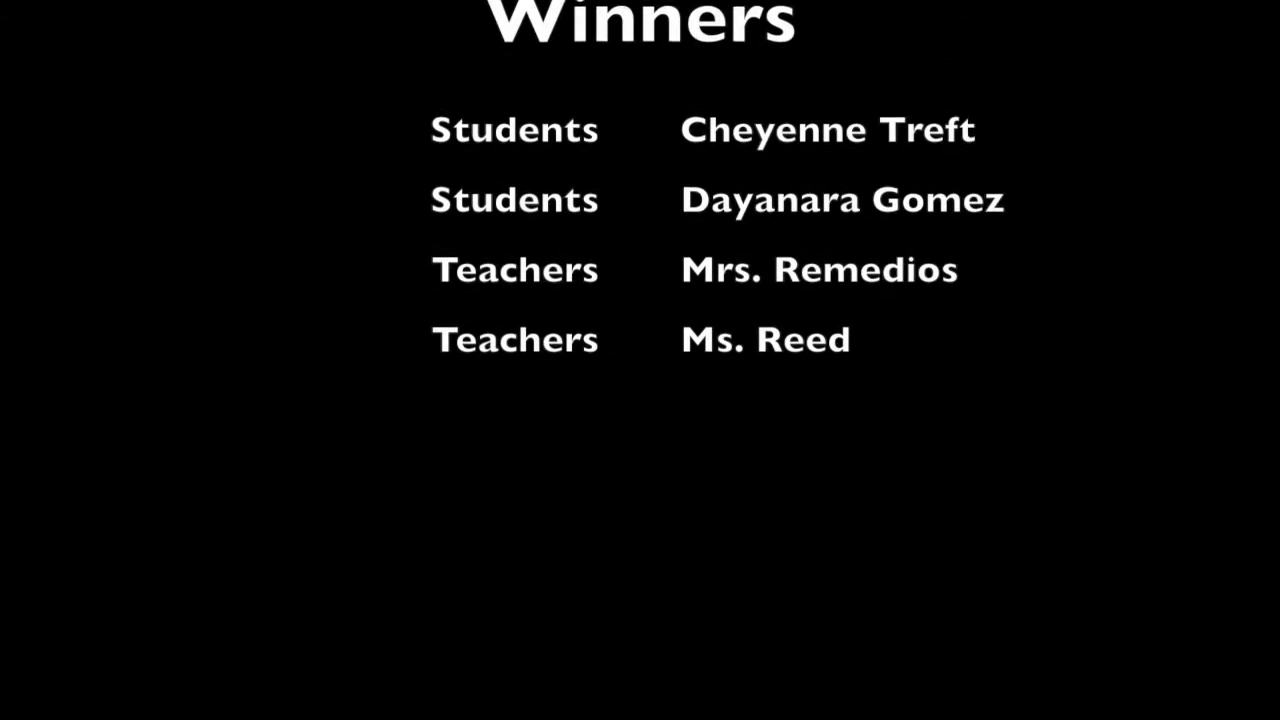 Winners
Students Cheyenne Treft
Students Dayanara Gomez
Teachers Mrs. Remedios
Teachers Ms. Reed